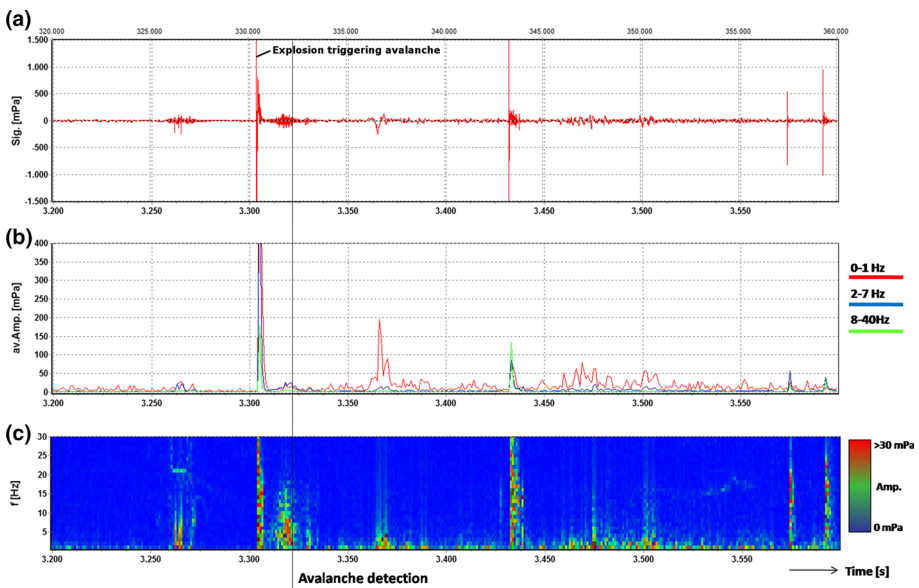 (a)
320.000 325.000 330.000 335.000 340.000 345.000 350.000 355.000 360.000
Explosion triggering avalanche
Sig. [mPa]
1.500
1.000
500
0
-500
-1.000
-1.500
3.200 3.250 3.300 3.350 3.400 3.450 3.500 3.550
(b)
av.Amp. [mPa]
400
350
300
250
200
150
100
50
0
3.200 3.250 3.300 3.350 3.400 3.450 3.500 3.550
0-1 Hz
2-7 Hz
8-40Hz
(c)
f [Hz]
30
25
20
15
10
5
3.200 3.250 3.300 3.350 3.400 3.450 3.500 3.550
>30 mPa
Amp.
0 mPa
Avalanche detection
Time [s]